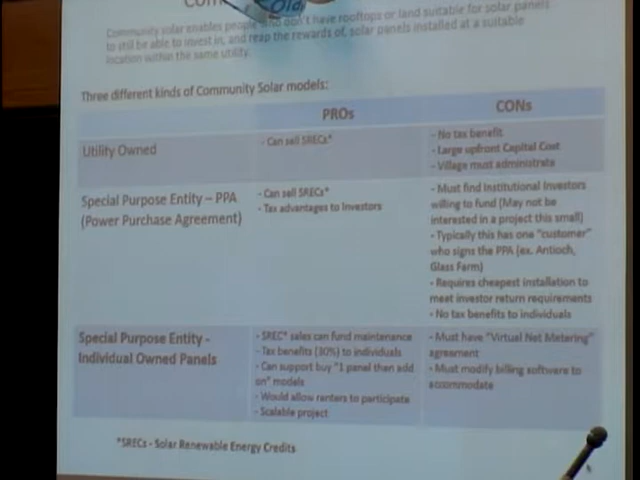 Com
Old
Community solar enables people who don't have rooftops or land suitable for solar panels
to still be able to invest in, and reap the rewards of, solar panels installed at a suitable
location within the same utility.
Three different kinds of Community Solar models:
PROs CONs
Utility Owned
- Can sell SRECs*
- No tax benefit
- Large upfront Capital Cost
- Village must administrate
Special Purpose Entity – PPA
(Power Purchase Agreement)
- Can sell SRECs*
- Tax advantages to Investors
- Must find Institutional Investors
willing to fund (May not be
interested in a project this small)
- Typically this has one "customer"
who signs the PPA (ex. Antioch,
Glass Farm)
- Requires cheapest installation to
meet investor return requirements
- No tax benefits to individuals
Special Purpose Entity -
Individual Owned Panels
- SREC* sales can fund maintenance
- Tax benefits (30%) to individuals
- Can support buy "1 panel then add
on" models
- Would allow renters to participate
- Scalable project
- Must have "Virtual Net Metering"
agreement
- Must modify billing software to
accommodate
*SRECs - Solar Renewable Energy Credits